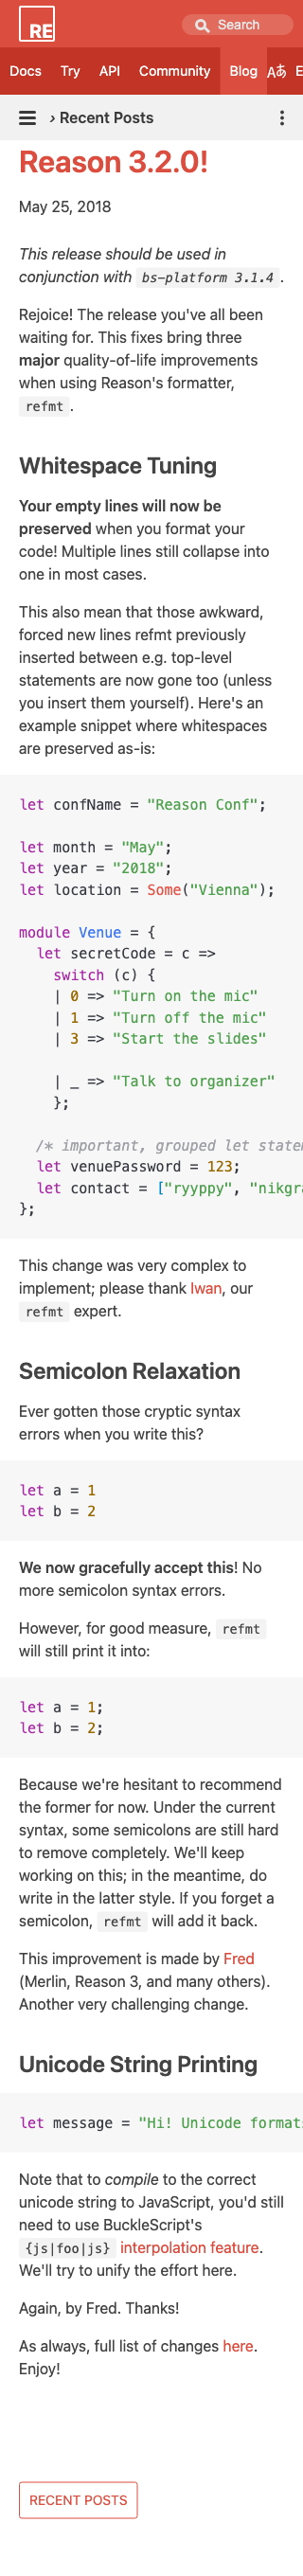 RE
Search
Docs Try API Community Blog Aあ E
› Recent Posts
Reason 3.2.0!
May 25, 2018
This release should be used in
conjunction with bs-platform 3.1.4 .
Rejoice! The release you've all been
waiting for. This fixes bring three
major quality-of-life improvements
when using Reason's formatter,
refmt .
Whitespace Tuning
Your empty lines will now be
preserved when you format your
code! Multiple lines still collapse into
one in most cases.
This also mean that those awkward,
forced new lines refmt previously
inserted between e.g. top-level
statements are now gone too (unless
you insert them yourself). Here's an
example snippet where whitespaces
are preserved as-is:
let confName = "Reason Conf";
let month = "May";
let year = "2018";
let location = Some("Vienna");
module Venue = {
let secretCode = c =>
switch (c) {
| 0 => "Turn on the mic"
| 1 => "Turn off the mic"
| 3 => "Start the slides"
| _ => "Talk to organizer"
};
/* important, grouped let state
let venuePassword = 123;
let contact = ["ryyppy", "nikgr
};
This change was very complex to
implement; please thank Iwan, our
refmt expert.
Semicolon Relaxation
Ever gotten those cryptic syntax
errors when you write this?
let a = 1
let b = 2
We now gracefully accept this! No
more semicolon syntax errors.
However, for good measure, refmt
will still print it into:
let a = 1;
let b = 2;
Because we're hesitant to recommend
the former for now. Under the current
syntax, some semicolons are still hard
to remove completely. We'll keep
working on this; in the meantime, do
write in the latter style. If you forget a
semicolon, refmt will add it back.
This improvement is made by Fred
(Merlin, Reason 3, and many others).
Another very challenging change.
Unicode String Printing
let message = "Hi! Unicode format
Note that to compile to the correct
unicode string to JavaScript, you'd still
need to use BuckleScript's
{js|foo|js} interpolation feature.
We'll try to unify the effort here.
Again, by Fred. Thanks!
As always, full list of changes here.
Enjoy!
RECENT POSTS